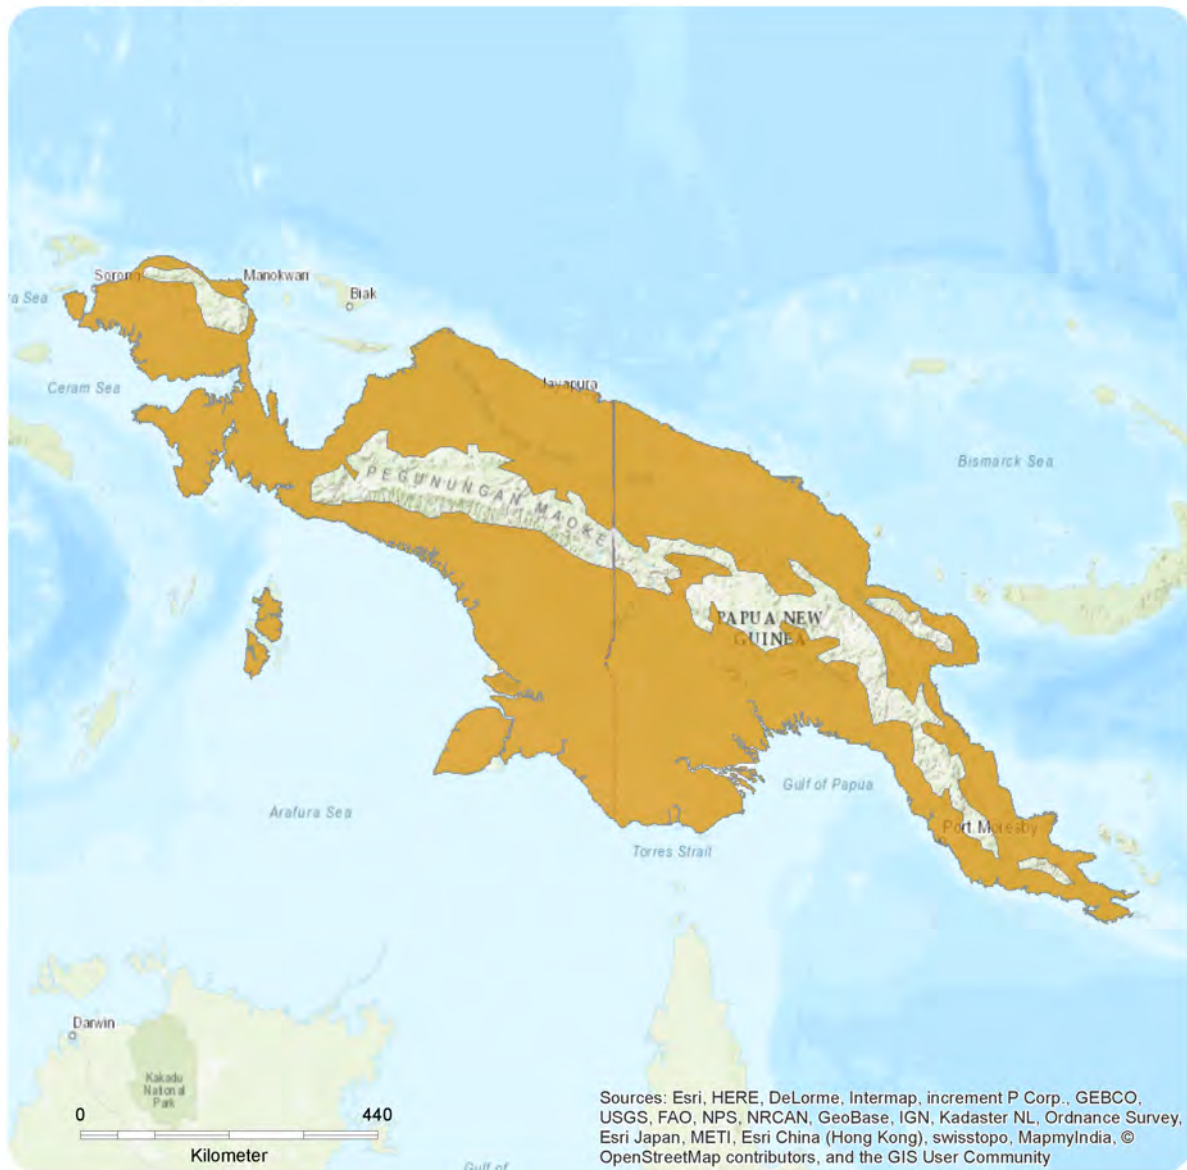 Sorong
Manokwari
Biak
ra Sea
Ceram Sea
Jayapura
Bismarck Sea
PEGUNUNGAN MAOKE
PAPUA NEW
GUINEA
Gulf of Papua
Arafura Sea
Port Moresby
Torres Strait
Darwin
Kakadu
National
Park
0 440
Kilometer
Gulf of
Sources: Esri, HERE, DeLorme, Intermap, increment P Corp., GEBCO,
USGS, FAO, NPS, NRCAN, GeoBase, IGN, Kadaster NL, Ordnance Survey,
Esri Japan, METI, Esri China (Hong Kong), swisstopo, MapmyIndia, ©
OpenStreetMap contributors, and the GIS User Community